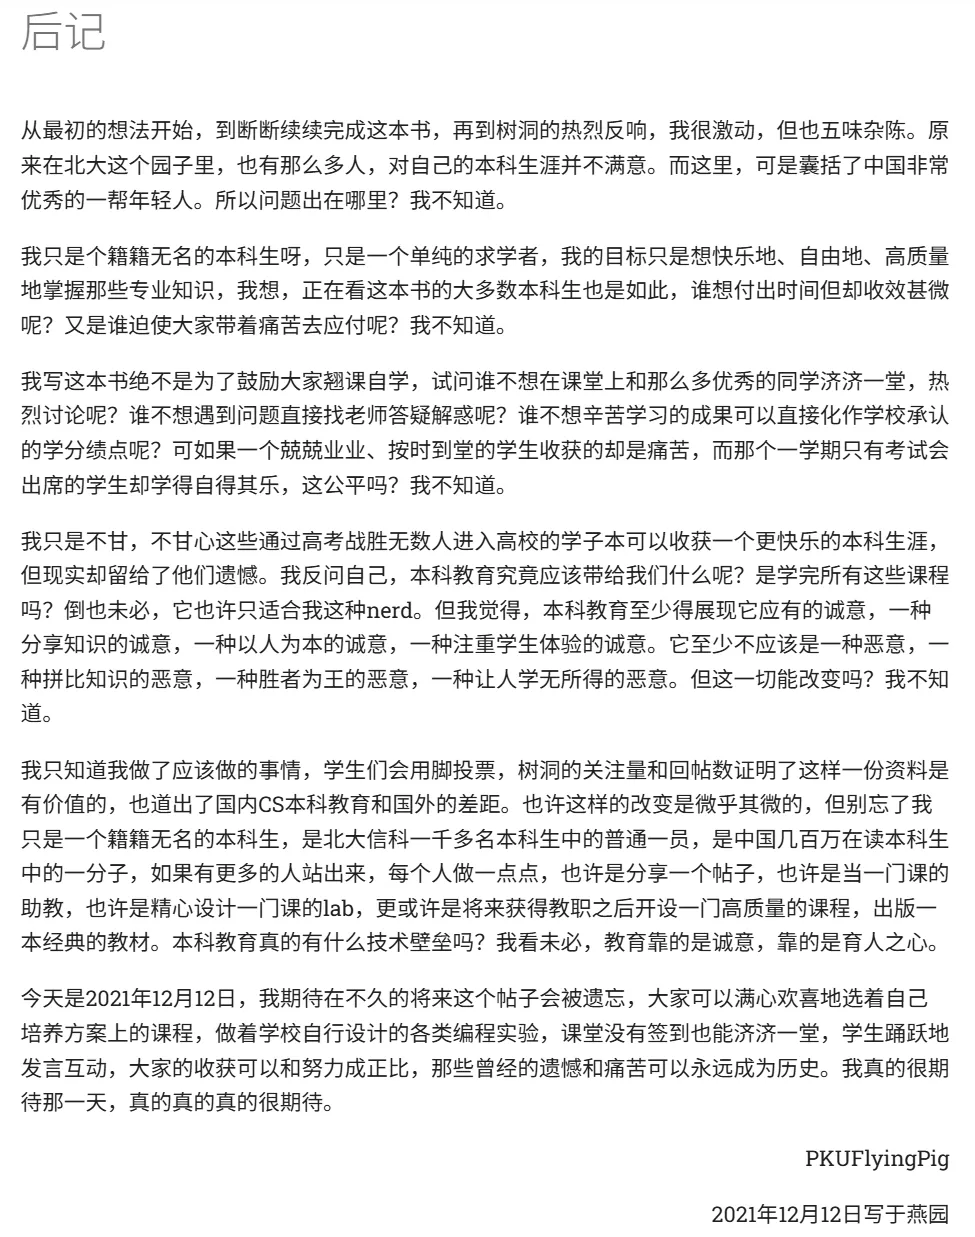 后记
从最初的想法开始，到断断续续完成这本书，再到树洞的热烈反响，我很激动，但也五味杂陈。原
来在北大这个园子里，也有那么多人，对自己的本科生涯并不满意。而这里，可是囊括了中国非常
优秀的一帮年轻人。所以问题出在哪里？我不知道。
我只是个籍籍无名的本科生呀，只是一个单纯的求学者，我的目标只是想快乐地、自由地、高质量
地掌握那些专业知识，我想，正在看这本书的大多数本科生也是如此，谁想付出时间但却收效甚微
呢？又是谁迫使大家带着痛苦去应付呢？我不知道。
我写这本书绝不是为了鼓励大家翘课自学，试问谁不想在课堂上和那么多优秀的同学济济一堂，热
烈讨论呢？谁不想遇到问题直接找老师答疑解惑呢？谁不想辛苦学习的成果可以直接化作学校承认
的学分绩点呢？可如果一个兢兢业业、按时到堂的学生收获的却是痛苦，而那个一学期只有考试会
出席的学生却学得自得其乐，这公平吗？我不知道。
我只是不甘，不甘心这些通过高考战胜无数人进入高校的学子本可以收获一个更快乐的本科生涯，
但现实却留给了他们遗憾。我反问自己，本科教育究竟应该带给我们什么呢？是学完所有这些课程
吗？倒也未必，它也许只适合我这种nerd。但我觉得，本科教育至少得展现它应有的诚意，一种
分享知识的诚意，一种以人为本的诚意，一种注重学生体验的诚意。它至少不应该是一种恶意，一
种拼比知识的恶意，一种胜者为王的恶意，一种让人学无所得的恶意。但这一切能改变吗？我不知
道。
我只知道我做了应该做的事情，学生们会用脚投票，树洞的关注量和回帖数证明了这样一份资料是
有价值的，也道出了国内CS本科教育和国外的差距。也许这样的改变是微乎其微的，但别忘了我
只是一个籍籍无名的本科生，是北大信科一千多名本科生中的普通一员，是中国几百万在读本科生
中的一分子，如果有更多的人站出来，每个人做一点点，也许是分享一个帖子，也许是当一门课的
助教，也许是精心设计一门课的lab，更或许是将来获得教职之后开设一门高质量的课程，出版一
本经典的教材。本科教育真的有什么技术壁垒吗？我看未必，教育靠的是诚意，靠的是育人之心。
今天是2021年12月12日，我期待在不久的将来这个帖子会被遗忘，大家可以满心欢喜地选着自己
培养方案上的课程，做着学校自行设计的各类编程实验，课堂没有签到也能济济一堂，学生踊跃地
发言互动，大家的收获可以和努力成正比，那些曾经的遗憾和痛苦可以永远成为历史。我真的很期
待那一天，真的真的真的很期待。
PKUFlyingPig
2021年12月12日写于燕园